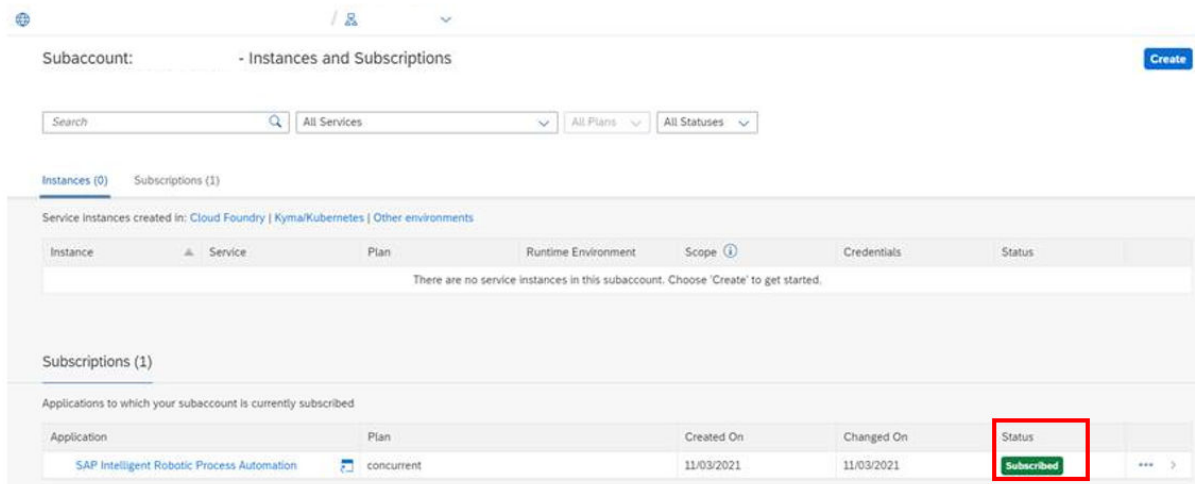 /
Subaccount: - Instances and Subscriptions
Create
Search All Services All Plans All Statuses
Instances (0) Subscriptions (1)
Service instances created in: Cloud Foundry | Kyma/Kubernetes | Other environments
Instance Service Plan Runtime Environment Scope Credentials Status
There are no service instances in this subaccount. Choose 'Create' to get started.
Subscriptions (1)
Applications to which your subaccount is currently subscribed
Application Plan Created On Changed On Status
SAP Intelligent Robotic Process Automation concurrent 11/03/2021 11/03/2021 Subscribed